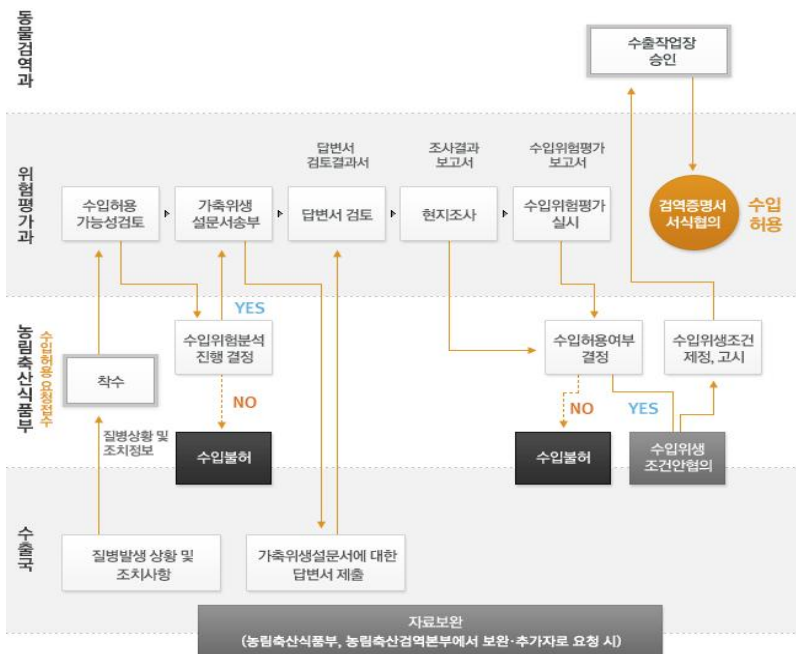 동물검역과
수출작업장
승인
위험평가과
답변서
검토결과서
조사결과
보고서
수입위험평가
보고서
수입허용
가능성검토
가축위생
설문서송부
답변서 검토
현지조사
수입위험평가
실시
검역증명서
서식협의
수입
허용
농림축산식품부
수입허용 요청접수
YES
수입위험분석
진행 결정
수입허용여부
결정
수입위생조건
제정, 고시
착수
NO
NO
YES
질병상황 및
조치정보
수입불허
수입불허
수입위생
조건안협의
수출국
질병발생 상황 및
조치사항
가축위생설문서에 대한
답변서 제출
자료보완
(농림축산식품부, 농림축산검역본부에서 보완·추가자로 요청 시)